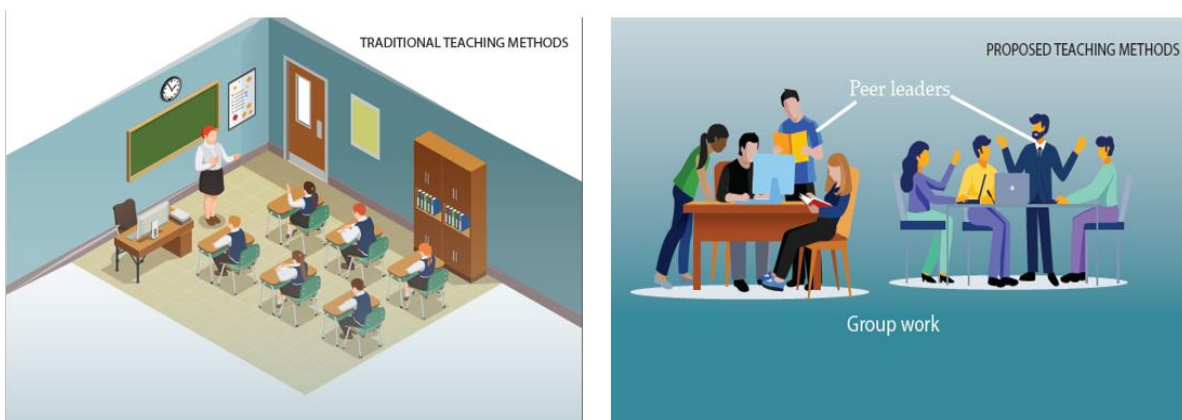 TRADITIONAL TEACHING METHODS
PROPOSED TEACHING METHODS
Peer leaders
Group work